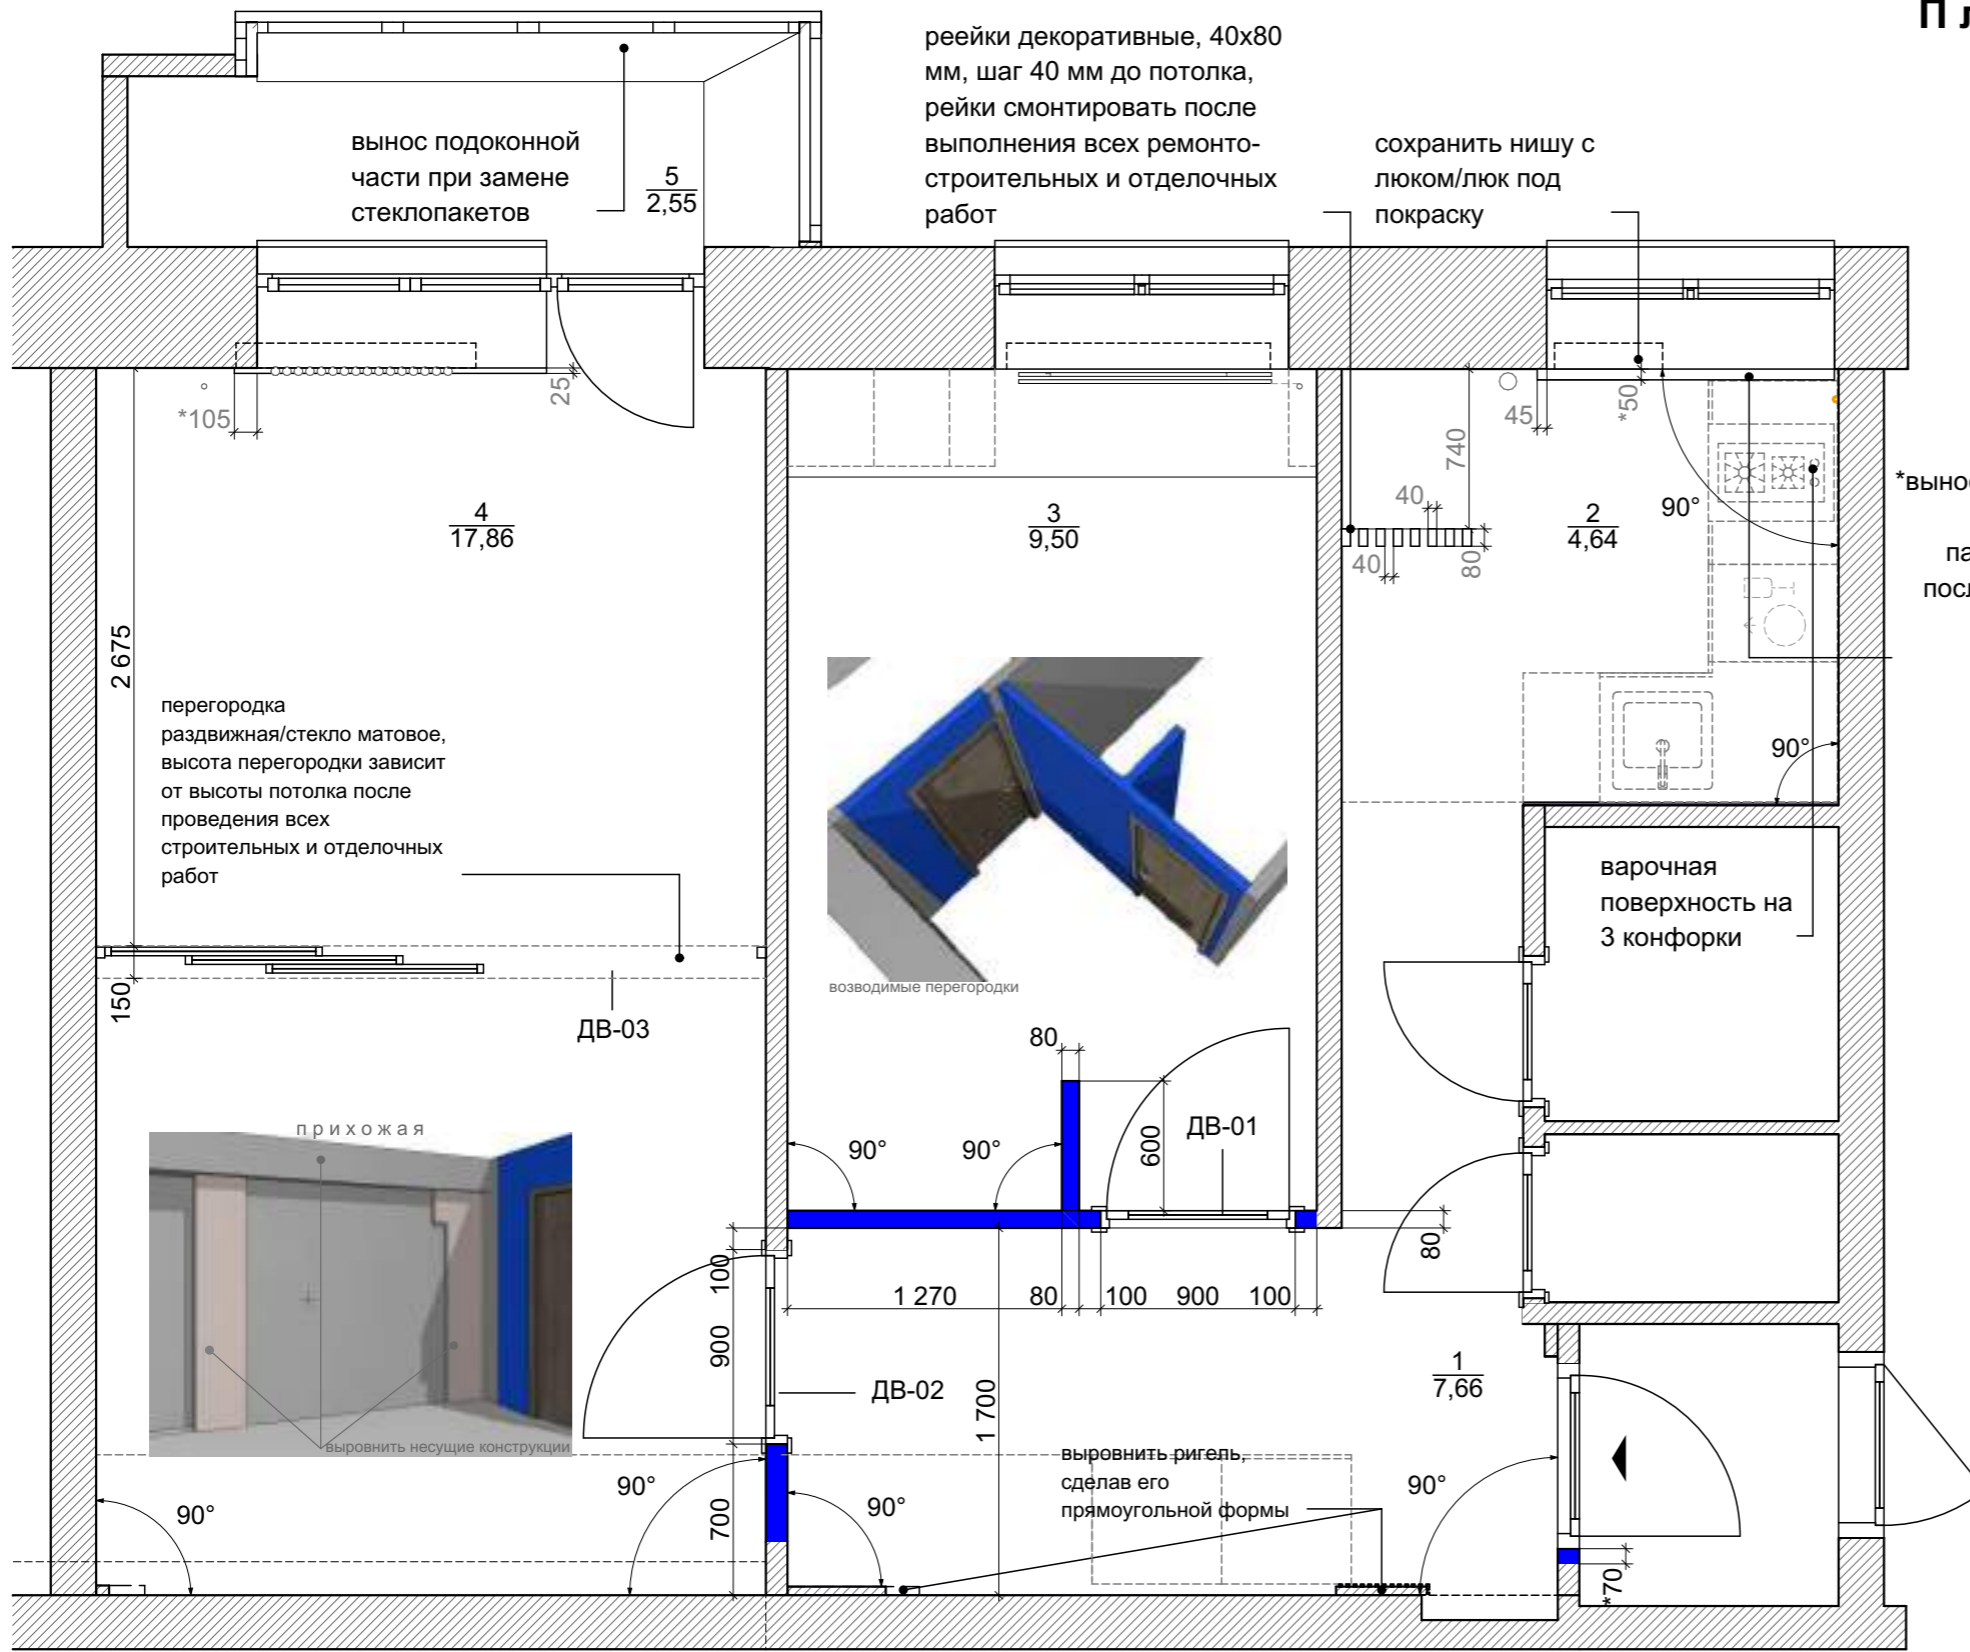 П л
реейки декоративные, 40х80
мм, шаг 40 мм до потолка,
рейки смонтировать после
выполнения всех ремонто-
строительных и отделочных
работ
сохранить нишу с
люком/люк под
покраску
вынос подоконной
части при замене
стеклопакетов
5
2,55
*105
25
45
*50
740
40
40
80
90°
*вынос
па
посл
4
17,86
3
9,50
2
4,64
2 675
перегородка
раздвижная/стекло матовое,
высота перегородки зависит
от высоты потолка после
проведения всех
строительных и отделочных
работ
90°
варочная
поверхность на
3 конфорки
возводимые перегородки
150
ДВ-03
80
прихожая
90°
90°
600
ДВ-01
80
100
1 270
80
100
900
100
900
ДВ-02
1 700
1
7,66
выровнить несущие конструкции
выровнить ригель,
сделав его
прямоугольной формы
90°
90°
700
90°
90°
*70